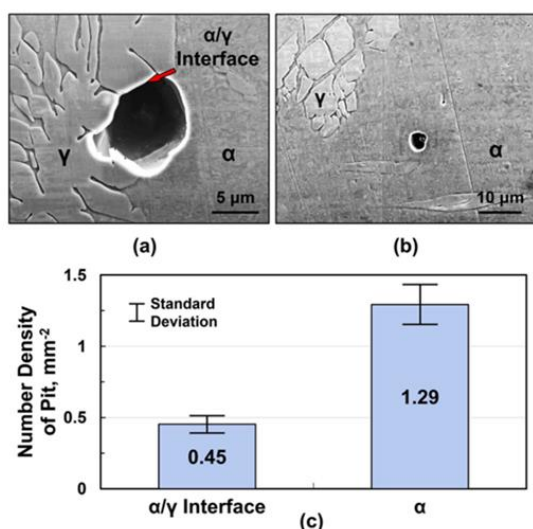 α/γ
Interface
γ
α
5 μm
(a)
γ
α
10 μm
(b)
Number Density
of Pit, mm-2
1.5
1
0.5
0
Standard
Deviation
0.45
1.29
α/γ Interface
α
(c)